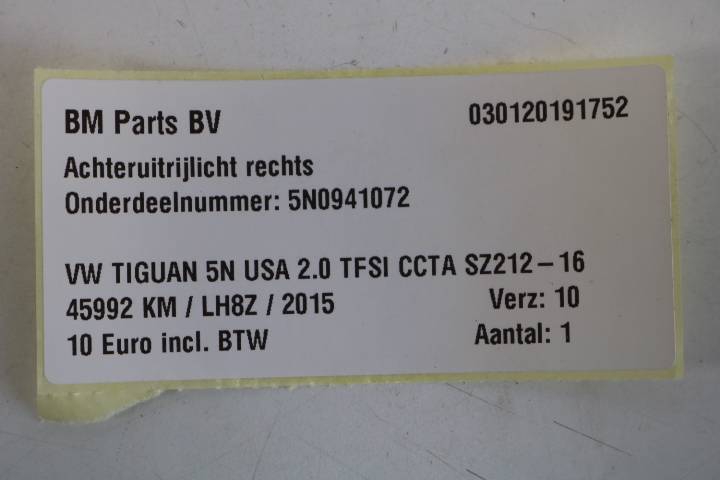 BM Parts BV 030120191752
Achteruitrijlicht rechts
Onderdeelnummer: 5N0941072
VW TIGUAN 5N USA 2.0 TFSI CCTA SZ212-16
45992 KM / LH8Z / 2015 Verz: 10
10 Euro incl. BTW Aantal: 1